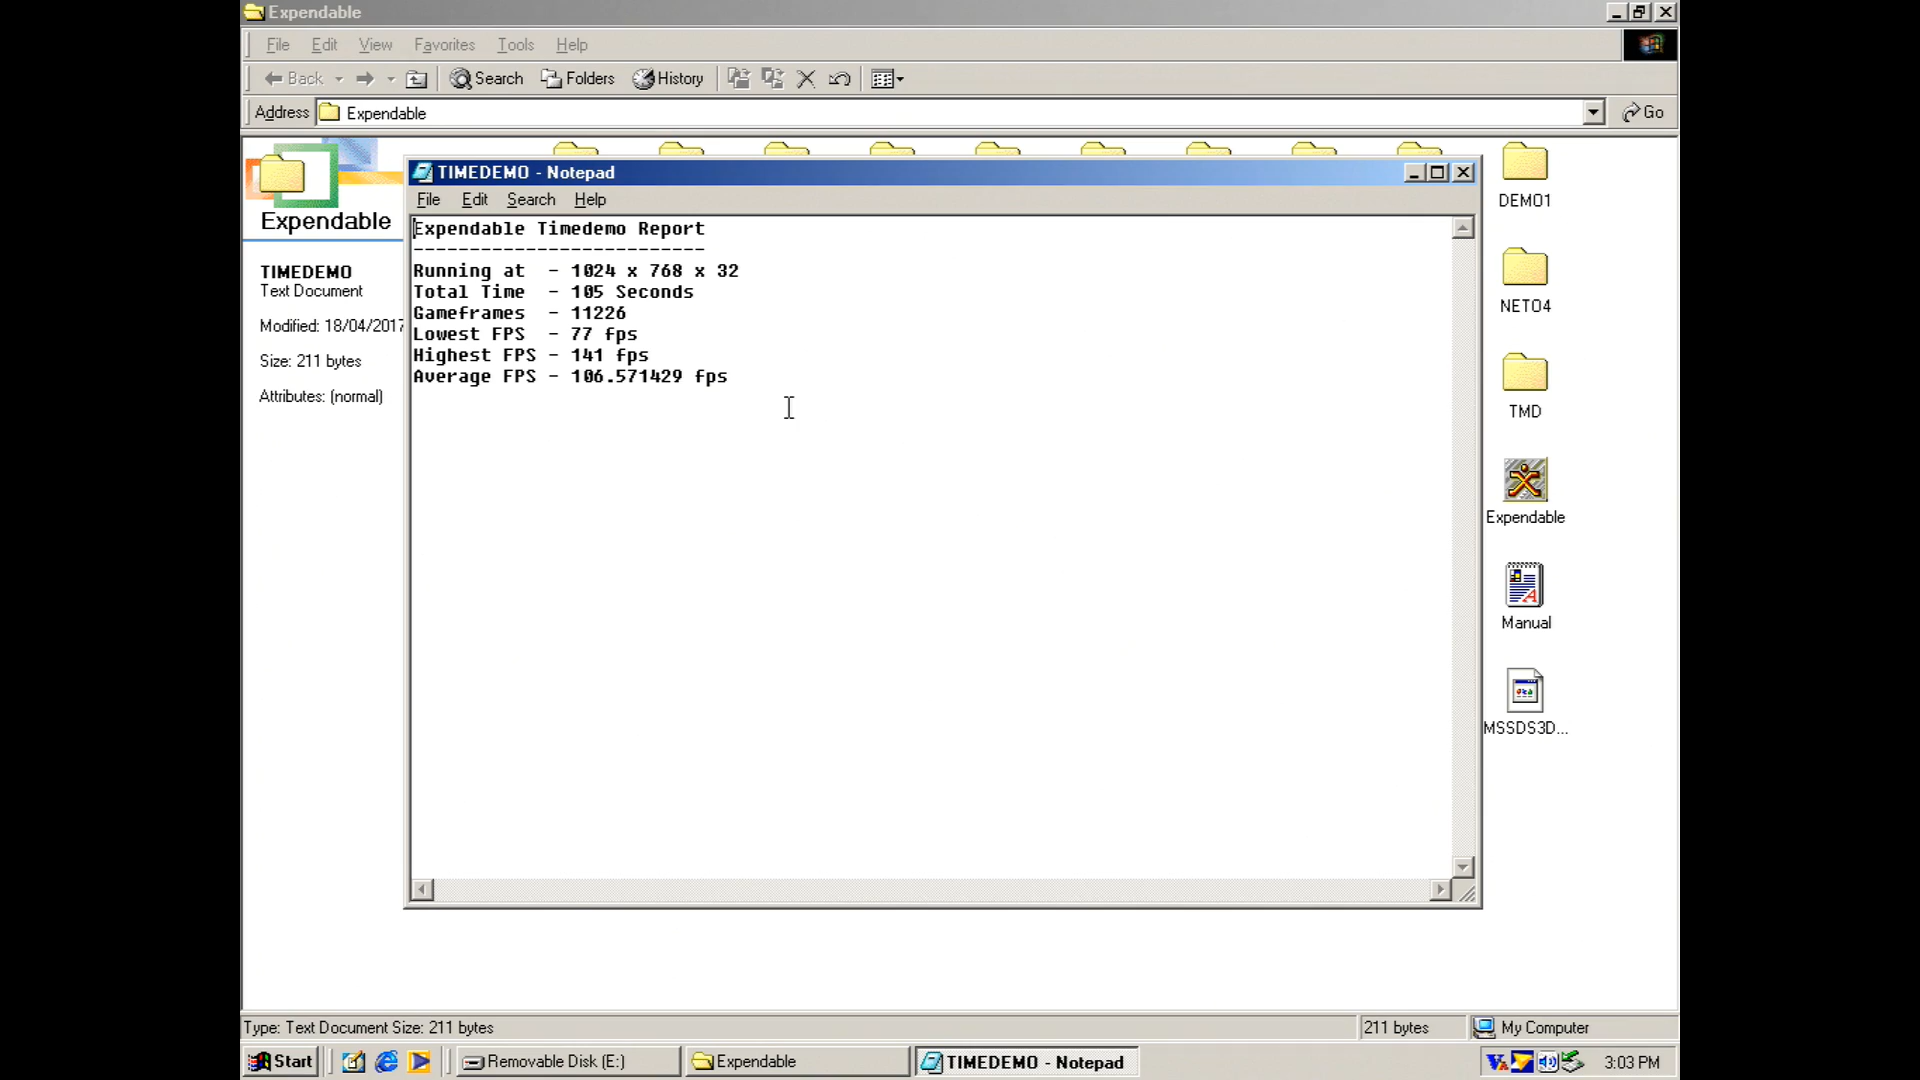 Expendable
File Edit View Favorites Tools Help
Back Search Folders History
Address Expendable Go
Expendable
TIMEDEMO
Text Document
Modified: 18/04/2017
Size: 211 bytes
Attributes: (normal)
TIMEDEMO - Notepad
File Edit Search Help
Expendable Timedemo Report
--------------------------
Running at - 1024 x 768 x 32
Total Time - 105 Seconds
Gameframes - 11226
Lowest FPS - 77 fps
Highest FPS - 141 fps
Average FPS - 106.571429 fps
DEMO1
NETO4
TMD
Expendable
Manual
MSSDS3D...
Type: Text Document Size: 211 bytes 211 bytes My Computer
Start Removable Disk (E:) Expendable TIMEDEMO - Notepad 3:03 PM